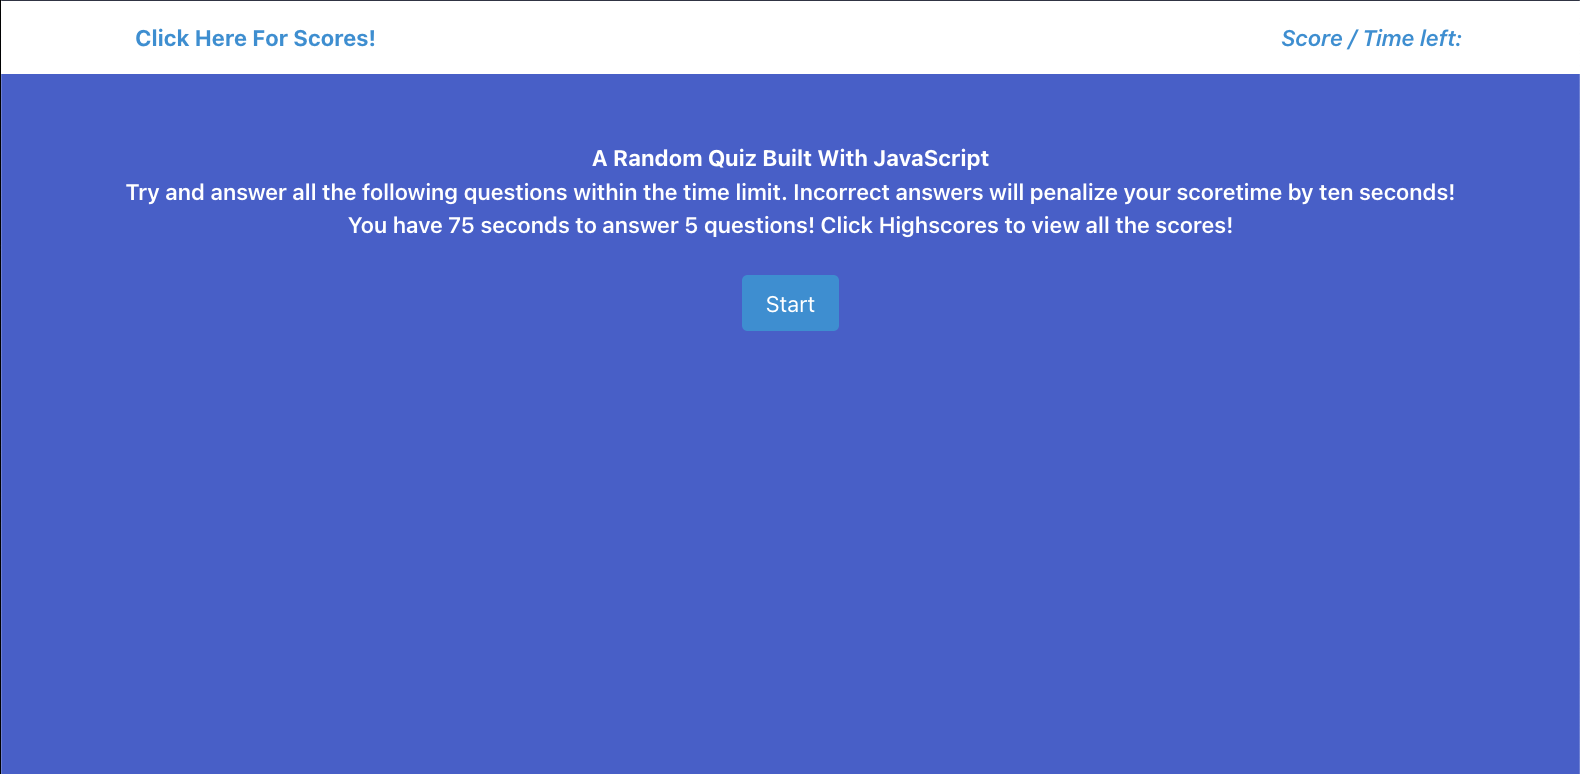 Click Here For Scores!
Score / Time left:
A Random Quiz Built With JavaScript
Try and answer all the following questions within the time limit. Incorrect answers will penalize your scoretime by ten seconds!
You have 75 seconds to answer 5 questions! Click Highscores to view all the scores!
Start